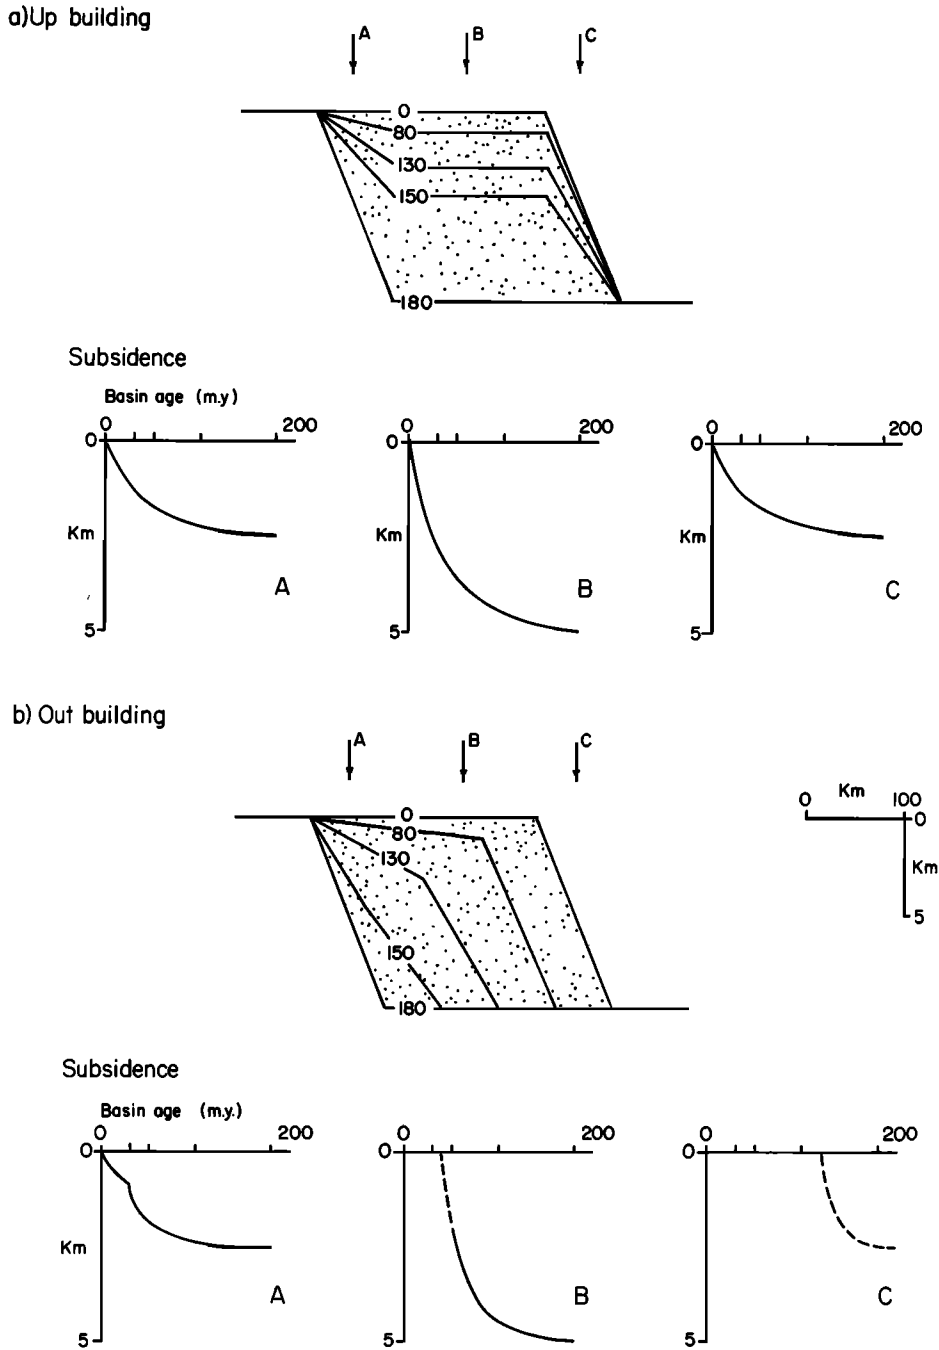 a)Up building
A B C
0
80
130
150
180
Subsidence
Basin age (m.y)
0 200 0 200 0 200
0 0 0
Km Km Km
A B C
5 5 5
b) Out building
A B C
Km
0 100
0
Km
5
0
80
130
150
180
Subsidence
Basin age (m.y.)
0 200 0 200 0 200
0 0 0
Km
A B C
5 5 5